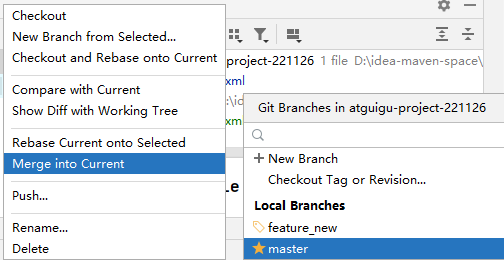 Checkout
New Branch from Selected...
Checkout and Rebase onto Current
Compare with Current
Show Diff with Working Tree
Rebase Current onto Selected
Merge into Current
Push...
Rename...
Delete
project-221126 1 file D:\idea-maven-space\
xml
Git Branches in atguigu-project-221126
New Branch
Checkout Tag or Revision...
Local Branches
feature_new
master